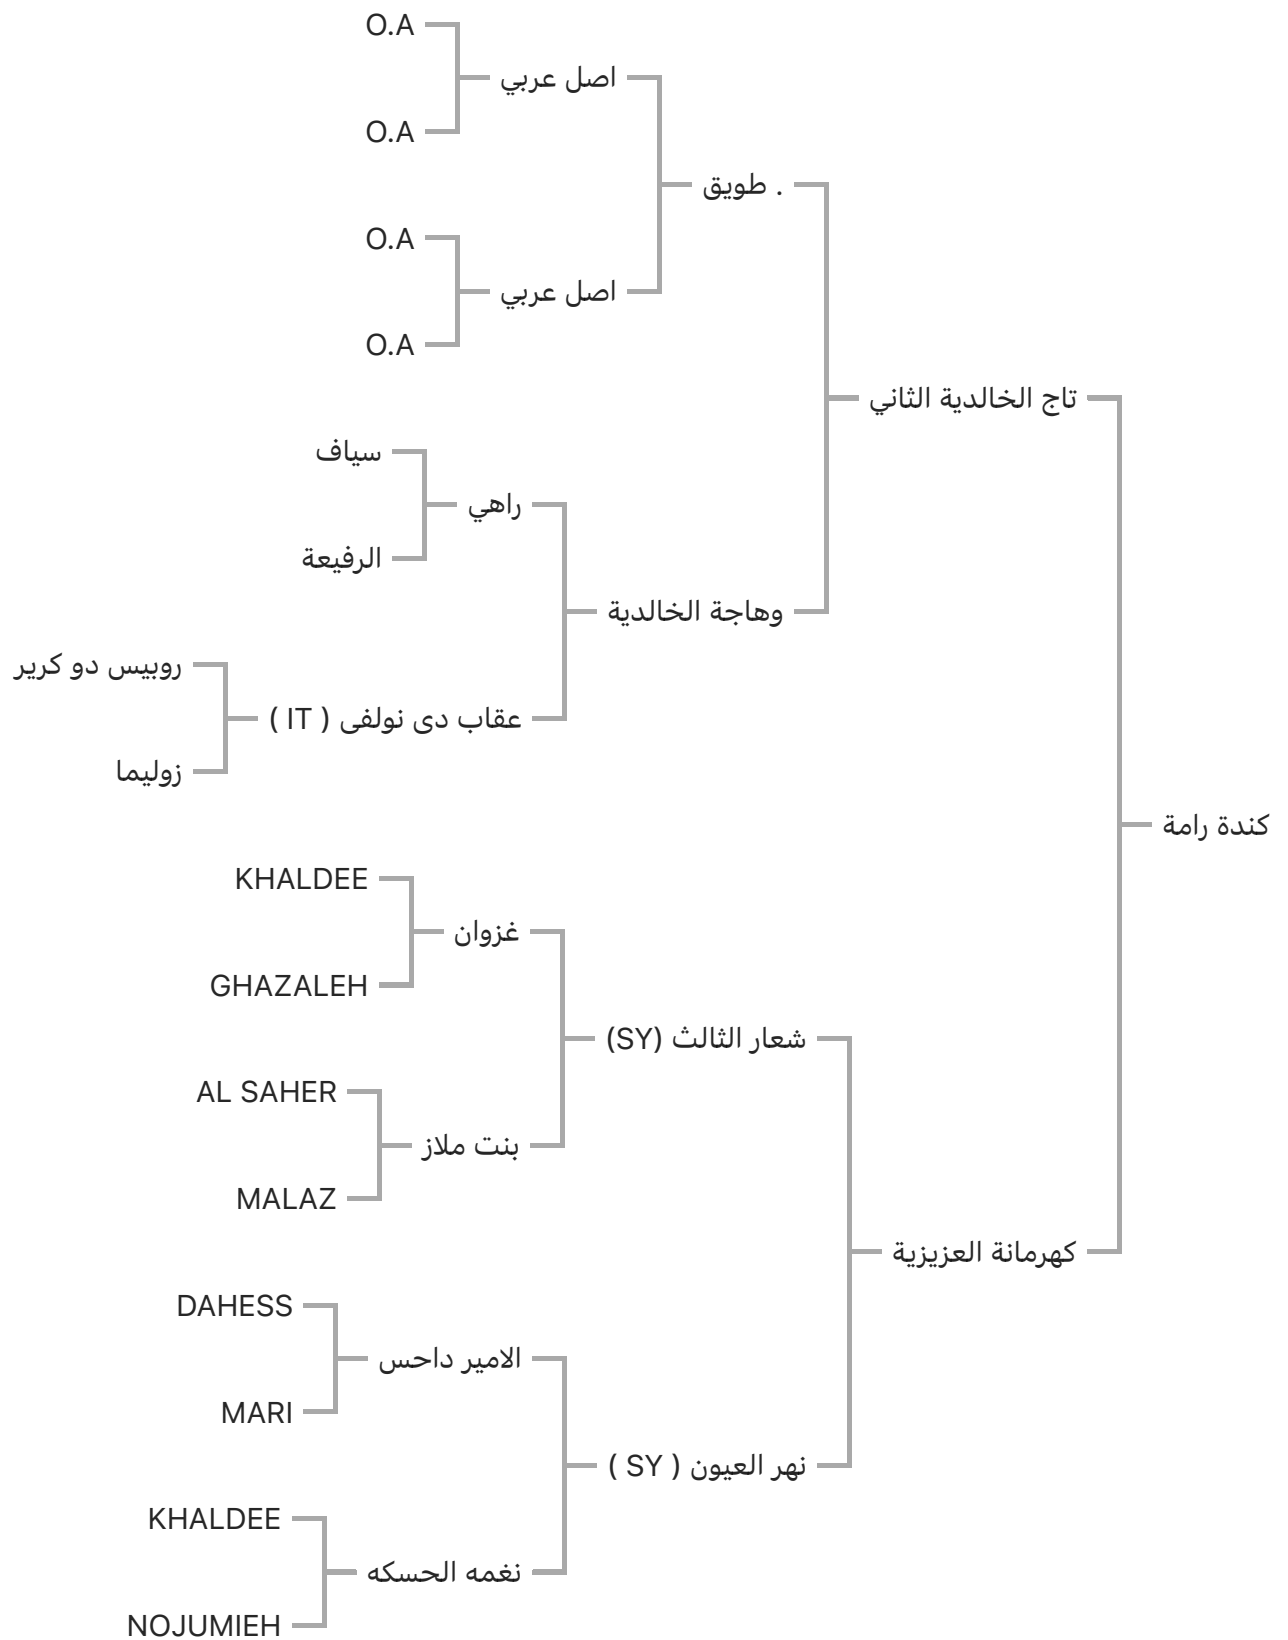 O.A
اصل عربي
O.A
. طويق
O.A
اصل عربي
O.A
تاج الخالدية الثاني
سياف
راهي
الرفيعة
وهاجة الخالدية
روبيس دو كرير
عقاب دى نولفى ( IT )
زوليما
كندة رامة
KHALDEE
غزوان
GHAZALEH
شعار الثالث (SY)
AL SAHER
بنت ملاز
MALAZ
كهرمانة العزيزية
DAHESS
الامير داحس
MARI
نهر العيون ( SY )
KHALDEE
نغمه الحسكه
NOJUMIEH